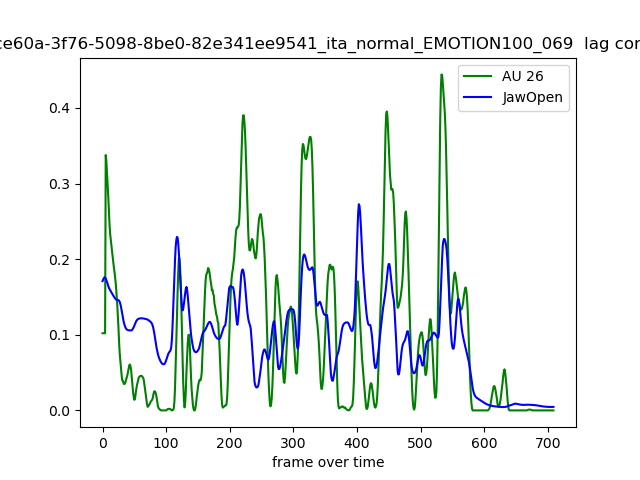 ce60a-3f76-5098-8be0-82e341ee9541_ita_normal_EMOTION100_069  lag cor
AU 26
JawOpen
0.4
0.3
0.2
0.1
0.0
0 100 200 300 400 500 600 700
frame over time